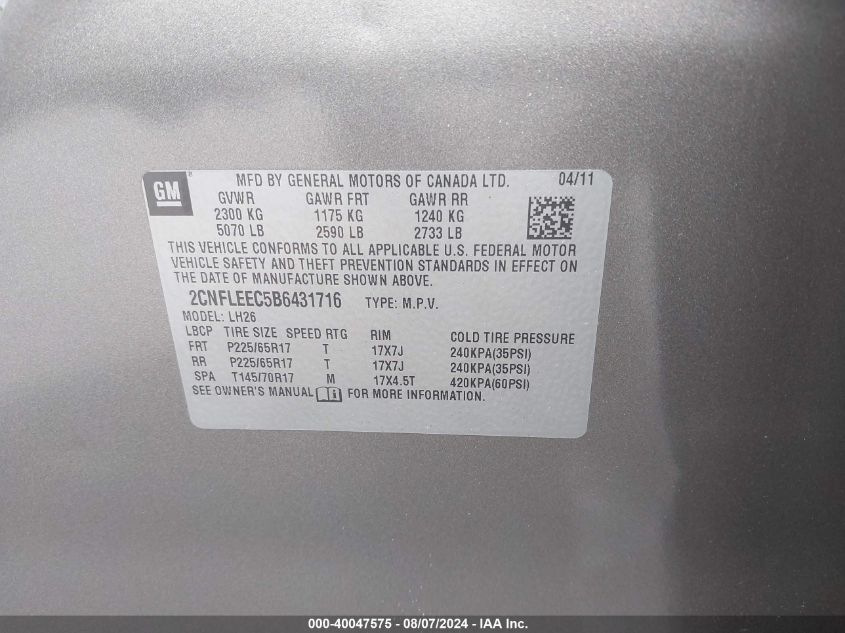 GM ® MFD BY GENERAL MOTORS OF CANADA LTD. 04/11
GVWR GAWR FRT GAWR RR
2300 KG 1175 KG 1240 KG
5070 LB 2590 LB 2733 LB
THIS VEHICLE CONFORMS TO ALL APPLICABLE U.S. FEDERAL MOTOR
VEHICLE SAFETY AND THEFT PREVENTION STANDARDS IN EFFECT ON
THE DATE OF MANUFACTURE SHOWN ABOVE.
2CNFLEEC5B6431716 TYPE: M.P.V.
MODEL: LH26
LBCP TIRE SIZE SPEED RTG RIM COLD TIRE PRESSURE
FRT P225/65R17 T 17X7J 240KPA(35PSI)
RR P225/65R17 T 17X7J 240KPA(35PSI)
SPA T145/70R17 M 17X4.5T 420KPA(60PSI)
SEE OWNER'S MANUAL FOR MORE INFORMATION.
000-40047575 - 08/07/2024 - IAA Inc.